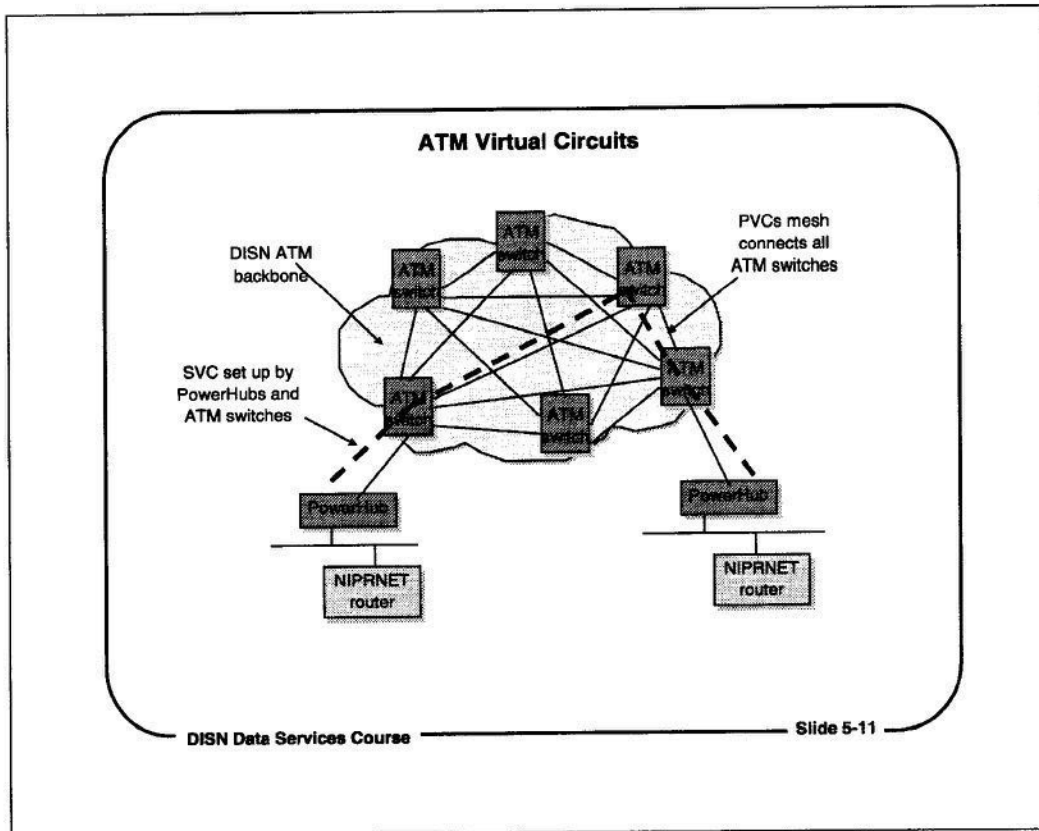 ATM Virtual Circuits
DISN ATM
backbone
ATM
switch
ATM
switch
ATM
switch
PVCs mesh
connects all
ATM switches
SVC set up by
PowerHubs and
ATM switches
ATM
switch
ATM
switch
ATM
switch
PowerHub
PowerHub
NIPRNET
router
NIPRNET
router
DISN Data Services Course
Slide 5-11